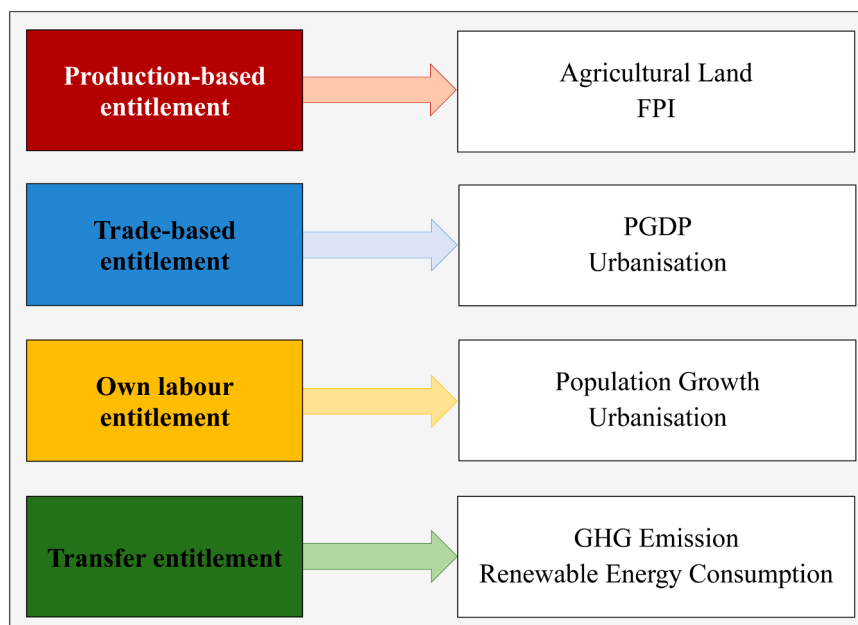 Production-based
entitlement
Agricultural Land
FPI
Trade-based
entitlement
PGDP
Urbanisation
Own labour
entitlement
Population Growth
Urbanisation
Transfer entitlement
GHG Emission
Renewable Energy Consumption